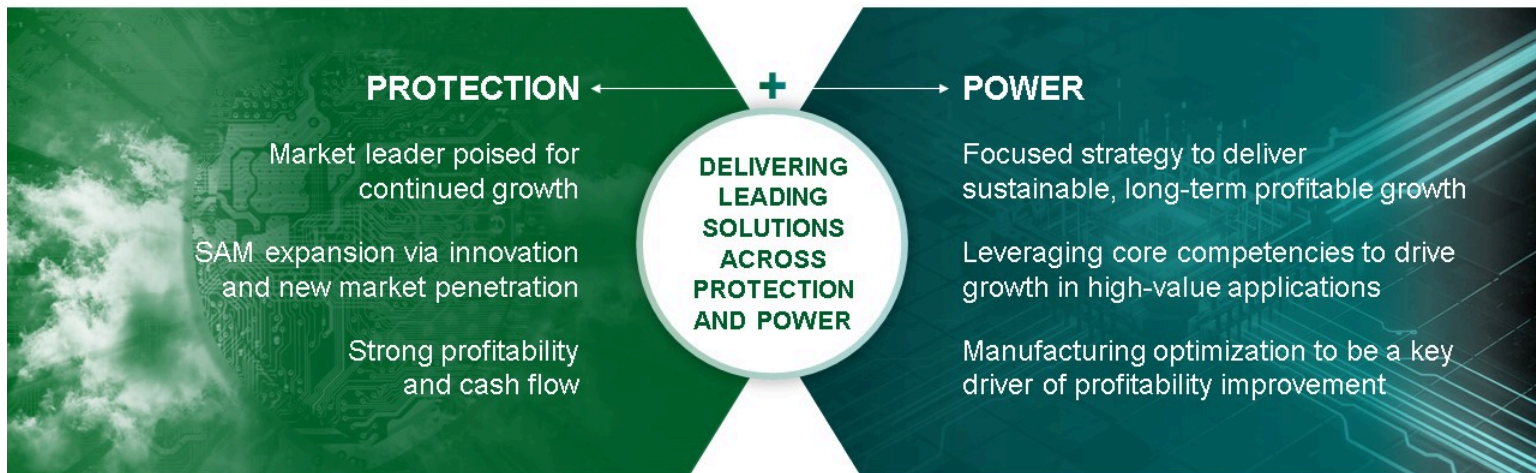 PROTECTION
Market leader poised for
continued growth
SAM expansion via innovation
and new market penetration
Strong profitability
and cash flow
+
DELIVERING
LEADING
SOLUTIONS
ACROSS
PROTECTION
AND POWER
POWER
Focused strategy to deliver
sustainable, long-term profitable growth
Leveraging core competencies to drive
growth in high-value applications
Manufacturing optimization to be a key
driver of profitability improvement